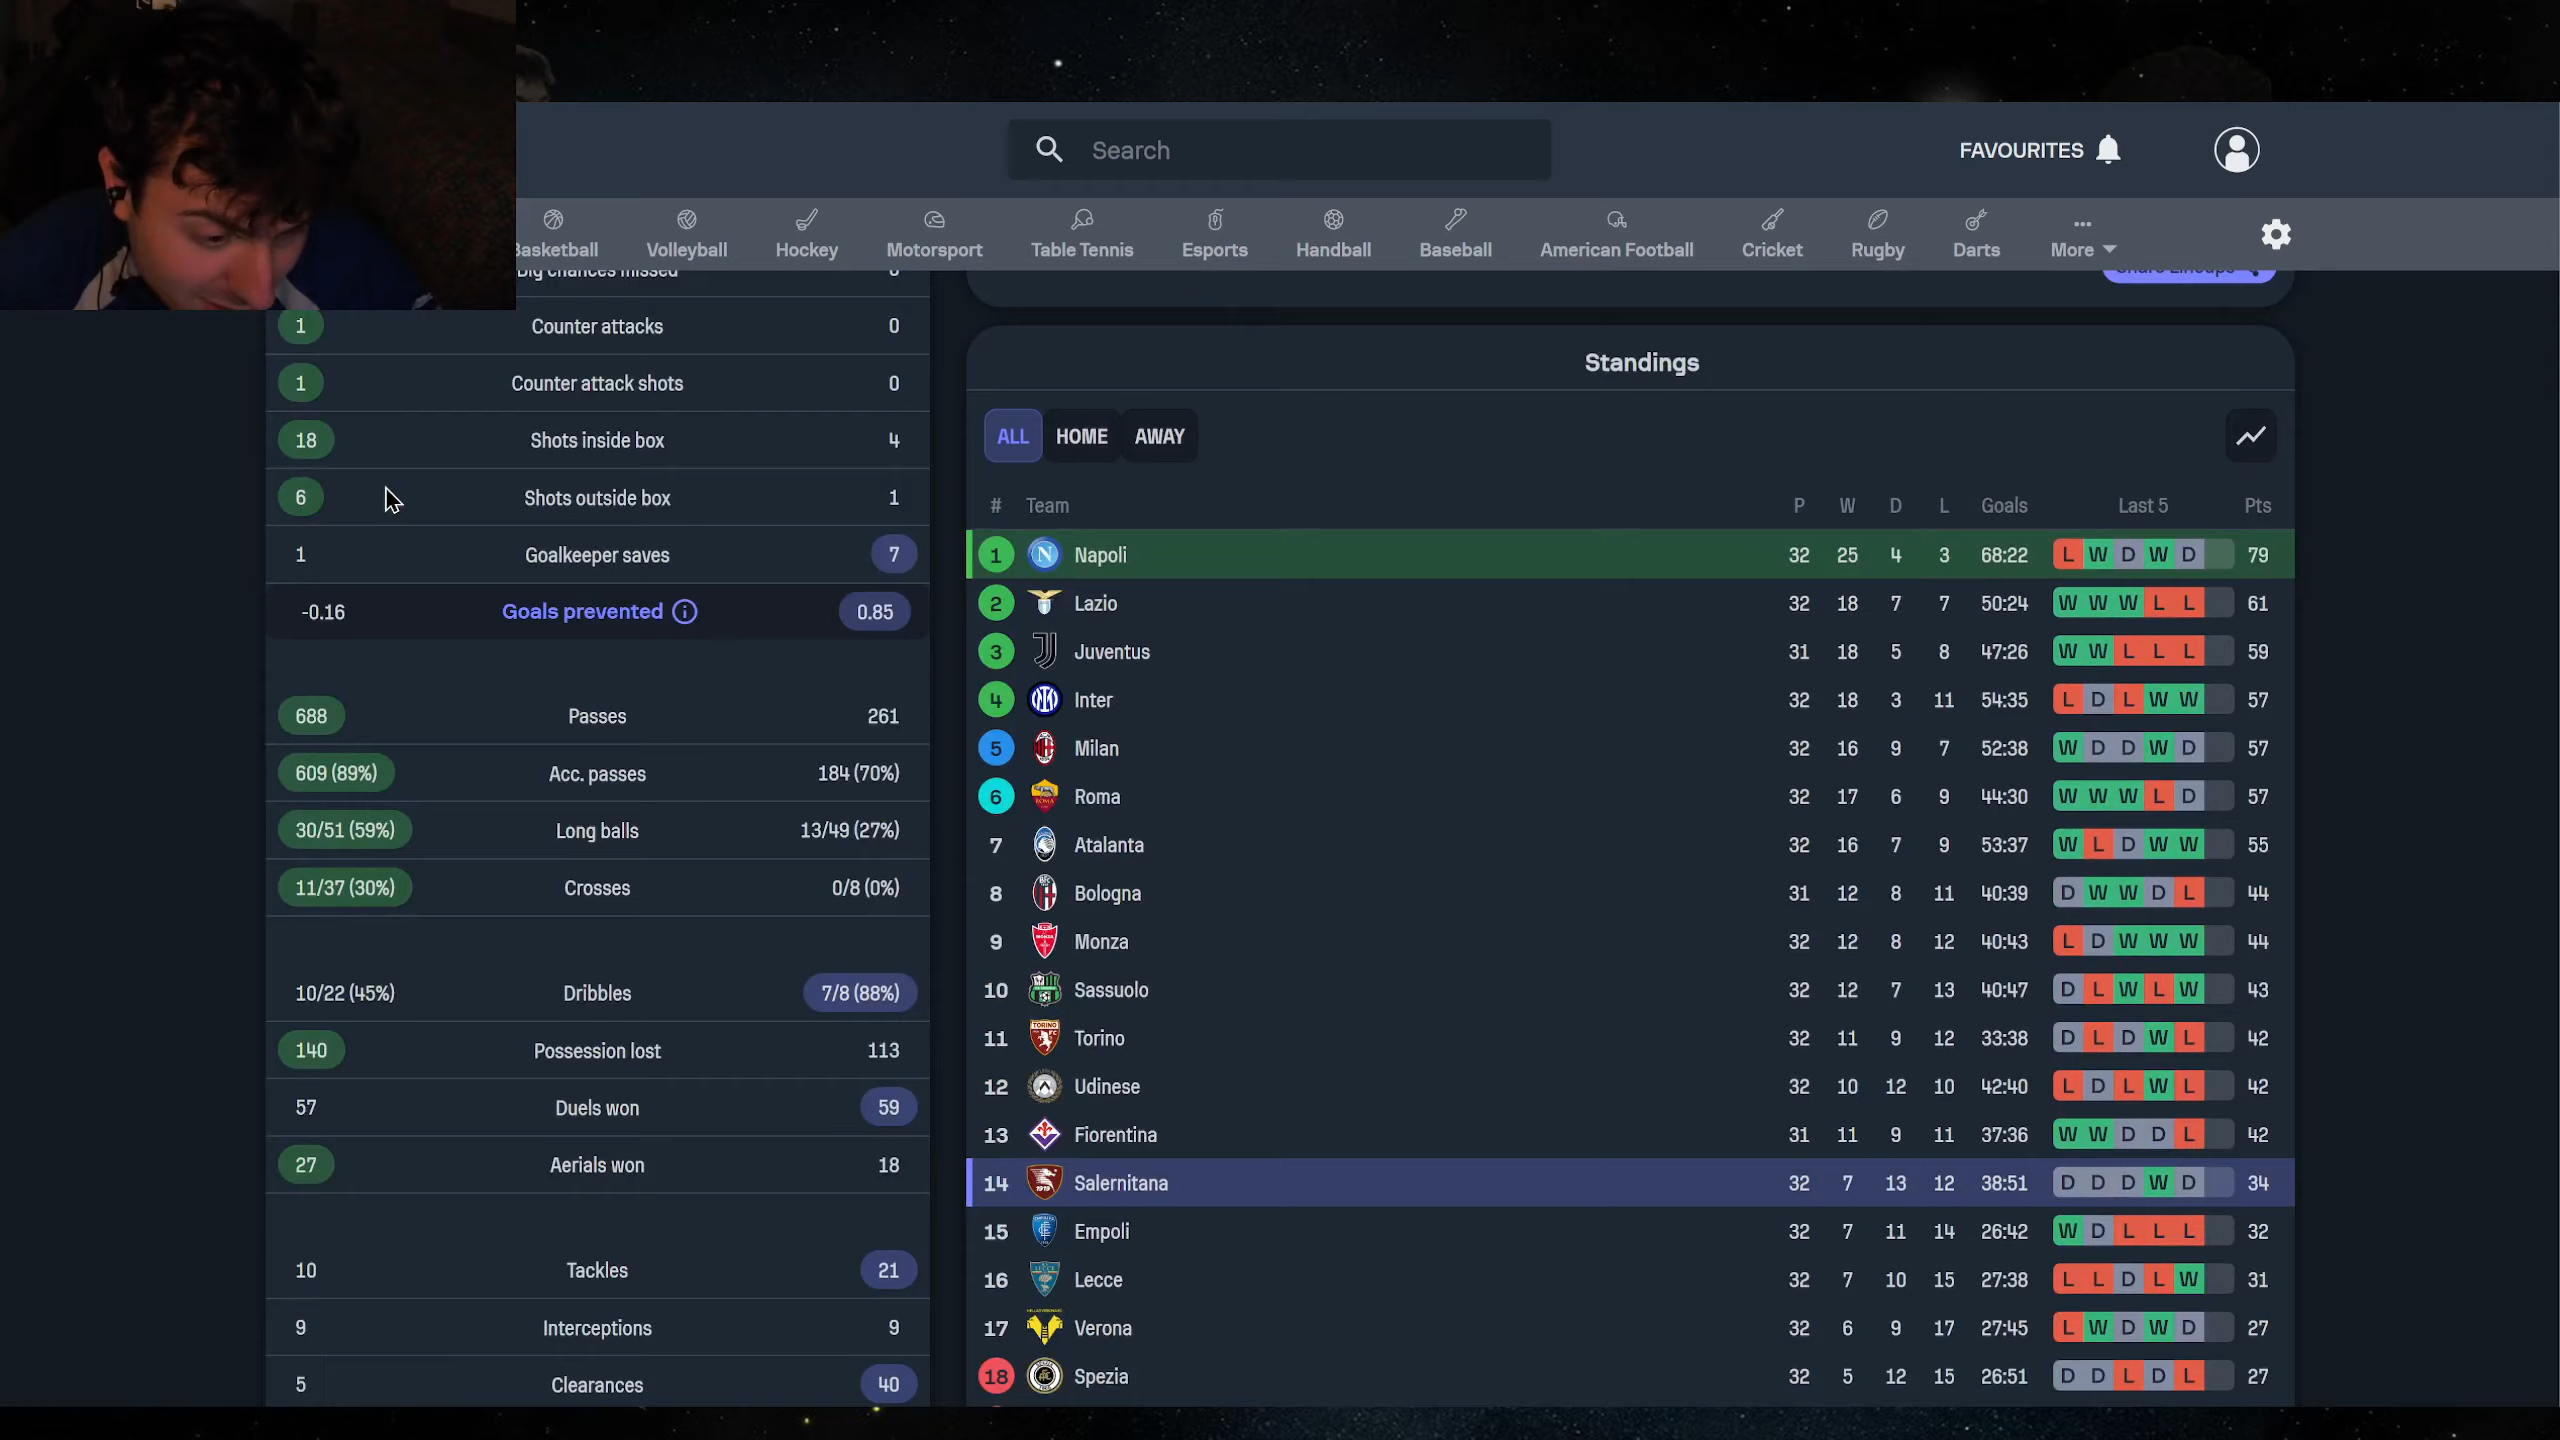 Search
FAVOURITES
Basketball Volleyball Hockey Motorsport Table Tennis Esports Handball Baseball American Football Cricket Rugby Darts More
Big chances missed
1 Counter attacks 0
1 Counter attack shots 0
18 Shots inside box 4
6 Shots outside box 1
1 Goalkeeper saves 7
-0.16 Goals prevented 0.85
688 Passes 261
609 (89%) Acc. passes 184 (70%)
30/51 (59%) Long balls 13/49 (27%)
11/37 (30%) Crosses 0/8 (0%)
10/22 (45%) Dribbles 7/8 (88%)
140 Possession lost 113
57 Duels won 59
27 Aerials won 18
10 Tackles 21
9 Interceptions 9
5 Clearances 40
Share Lineups
Standings
ALL HOME AWAY
# Team P W D L Goals Last 5 Pts
1 Napoli 32 25 4 3 68:22 L W D W D 79
2 Lazio 32 18 7 7 50:24 W W W L L 61
3 Juventus 31 18 5 8 47:26 W W L L L 59
4 Inter 32 18 3 11 54:35 L D L W W 57
5 Milan 32 16 9 7 52:38 W D D W D 57
6 Roma 32 17 6 9 44:30 W W W L D 57
7 Atalanta 32 16 7 9 53:37 W L D W W 55
8 Bologna 31 12 8 11 40:39 D W W D L 44
9 Monza 32 12 8 12 40:43 L D W W W 44
10 Sassuolo 32 12 7 13 40:47 D L W L W 43
11 Torino 32 11 9 12 33:38 D L D W L 42
12 Udinese 32 10 12 10 42:40 L D L W L 42
13 Fiorentina 31 11 9 11 37:36 W W D D L 42
14 Salernitana 32 7 13 12 38:51 D D D W D 34
15 Empoli 32 7 11 14 26:42 W D L L L 32
16 Lecce 32 7 10 15 27:38 L L D L W 31
17 Verona 32 6 9 17 27:45 L W D W D 27
18 Spezia 32 5 12 15 26:51 D D L D L 27